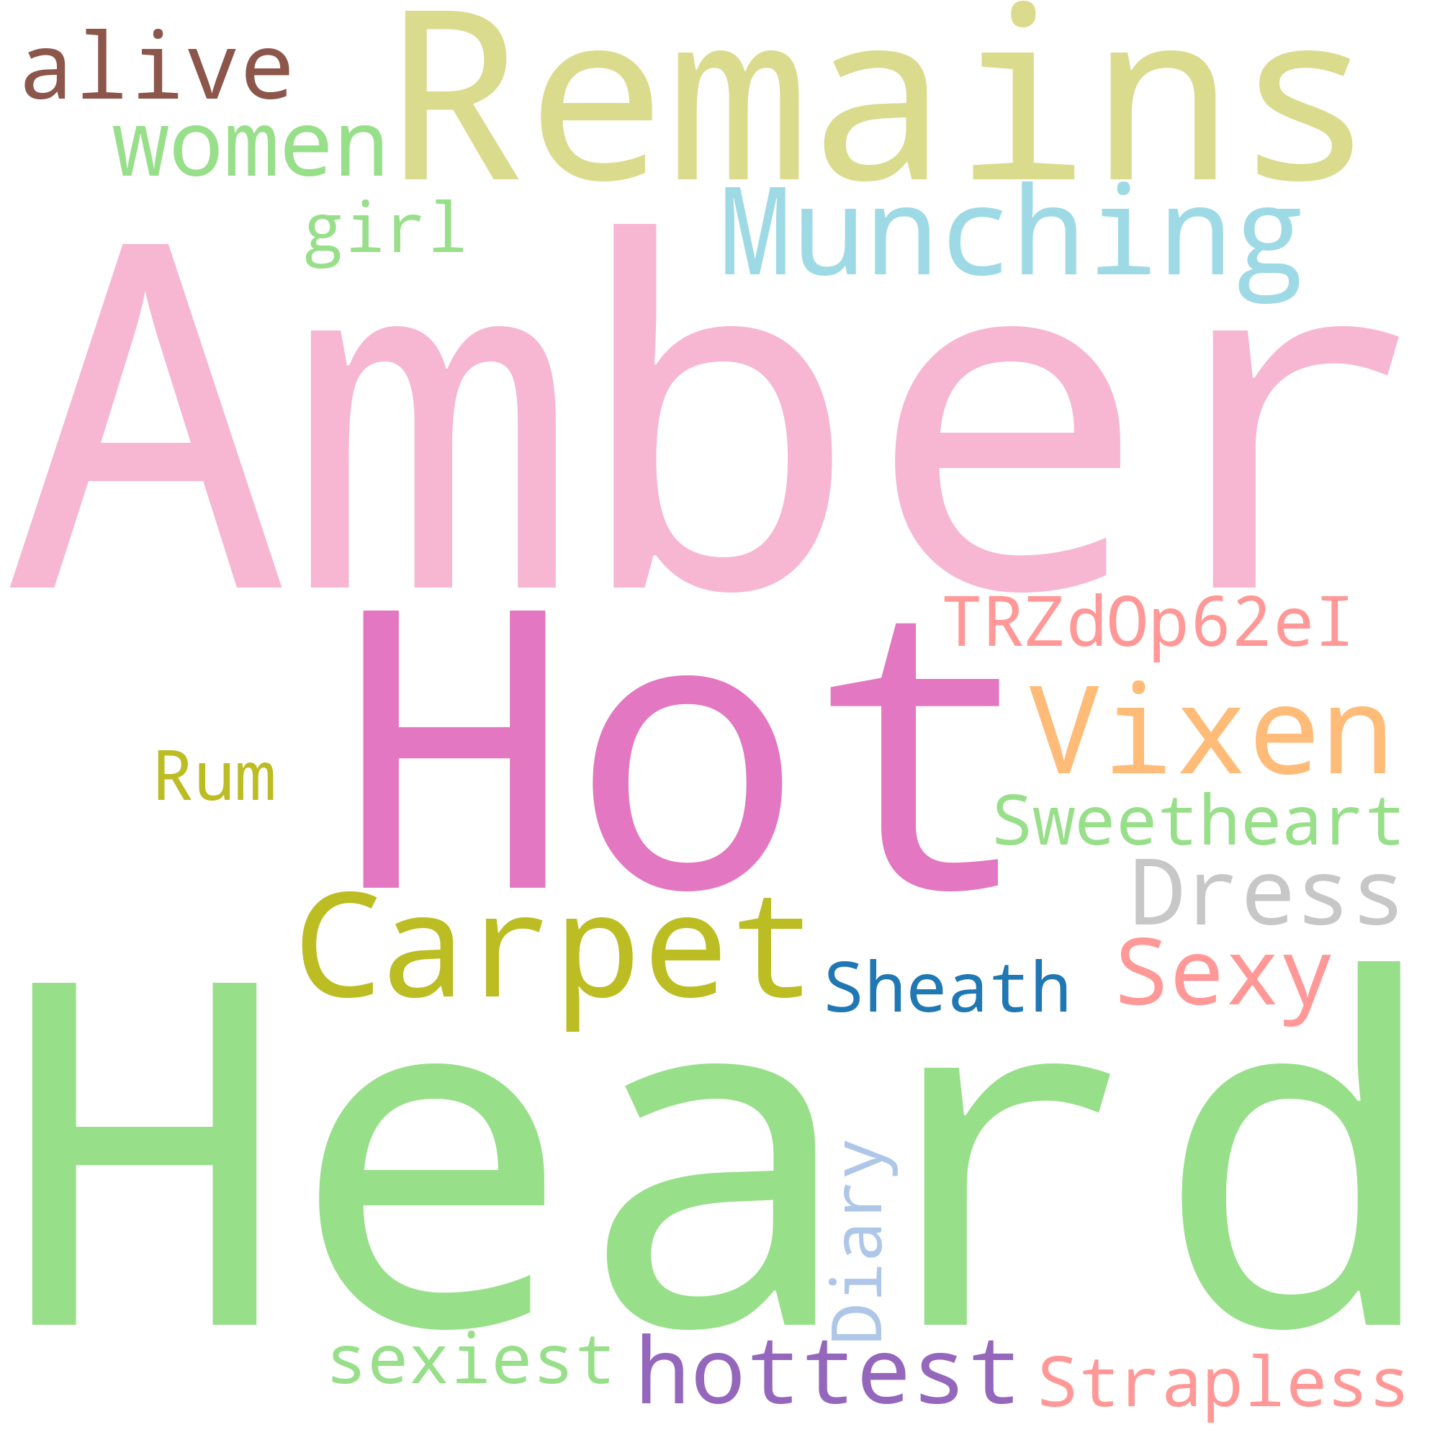 alive
Remains
women
girl
Munching
Amber
TRZdOp62eI
Hot
Vixen
Rum
Sweetheart
Dress
Carpet
Sheath
Sexy
Heard
Diary
sexiest
hottest
Strapless